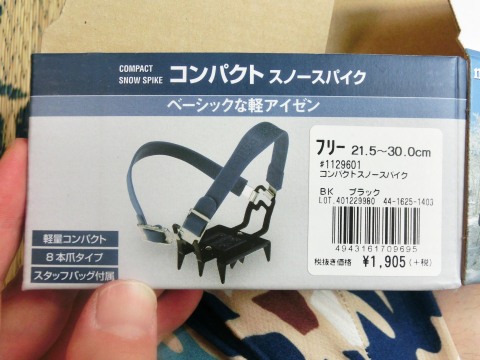 COMPACT
SNOW SPIKE
コンパクト スノースパイク
ベーシックな軽アイゼン
フリー 21.5～30.0cm
#1129601
コンパクトスノースパイク
BK ブラック
LOT.401229980 44-1625-1403
4943161709695
税抜き価格 ¥1,905 (+税)
軽量コンパクト
8本爪タイプ
スタッフバッグ付属